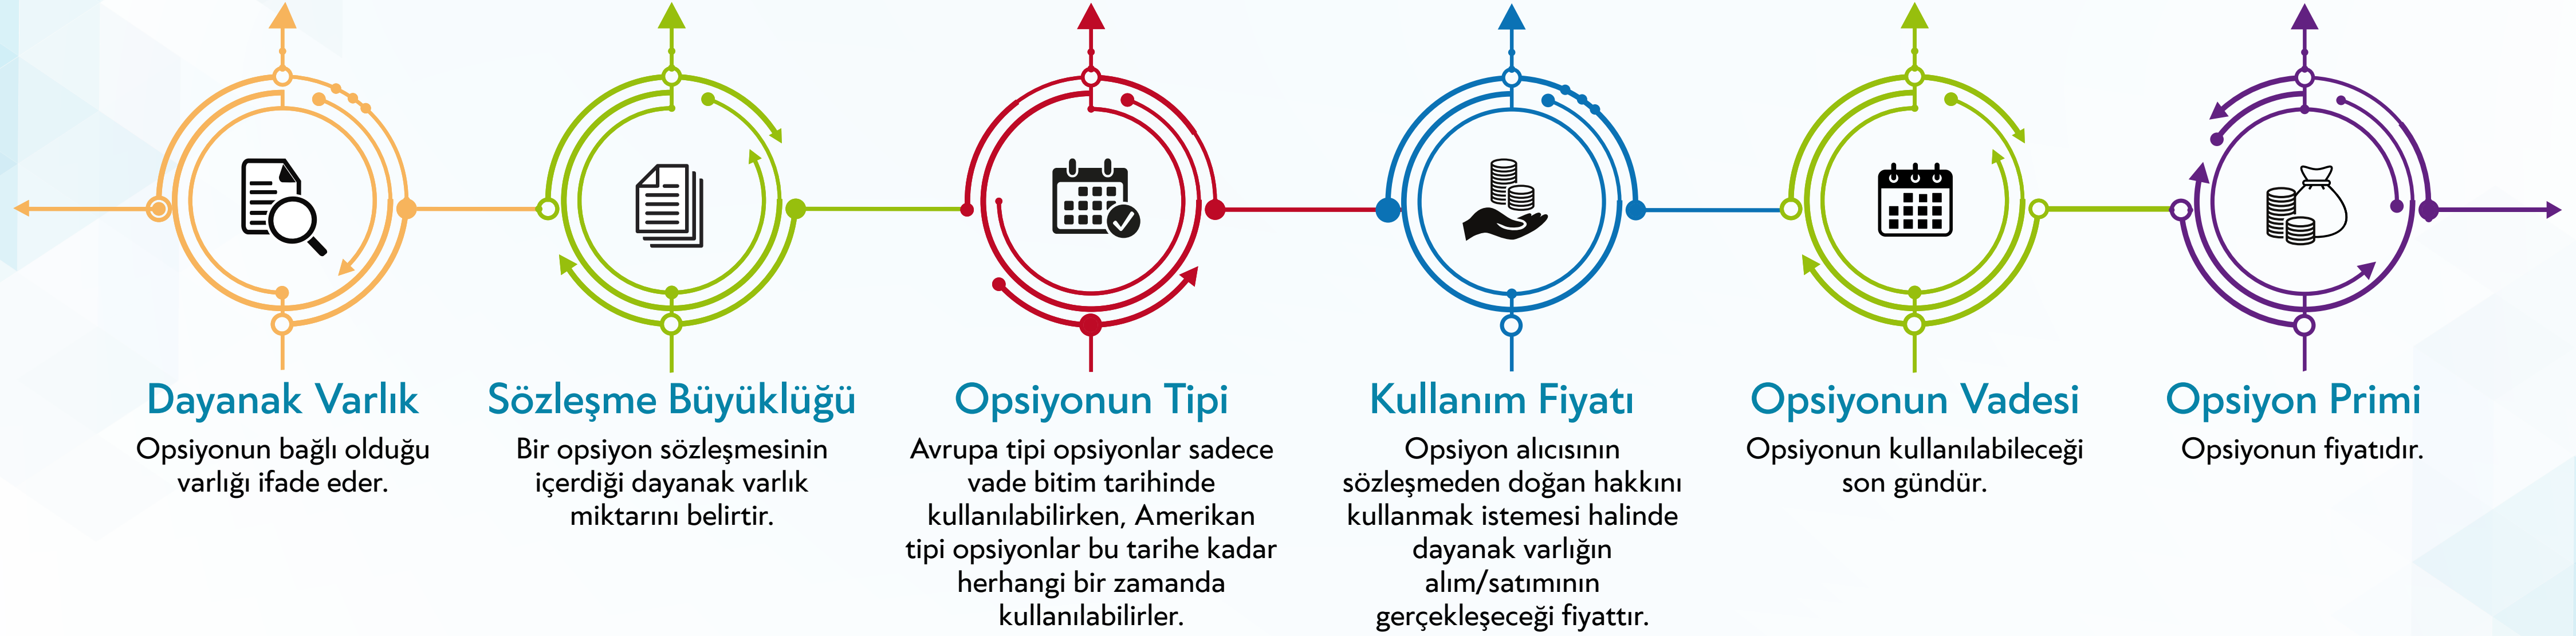 Dayanak Varlık
Opsiyonun bağlı olduğu
varlığı ifade eder.
Sözleşme Büyüklüğü
Bir opsiyon sözleşmesinin
içerdiği dayanak varlık
miktarını belirtir.
Opsiyonun Tipi
Avrupa tipi opsiyonlar sadece
vade bitim tarihinde
kullanılabilirken, Amerikan
tipi opsiyonlar bu tarihe kadar
herhangi bir zamanda
kullanılabilirler.
Kullanım Fiyatı
Opsiyon alıcısının
sözleşmeden doğan hakkını
kullanmak istemesi halinde
dayanak varlığın
alım/satımının
gerçekleşeceği fiyattır.
Opsiyonun Vadesi
Opsiyonun kullanılabileceği
son gündür.
Opsiyon Primi
Opsiyonun fiyatıdır.